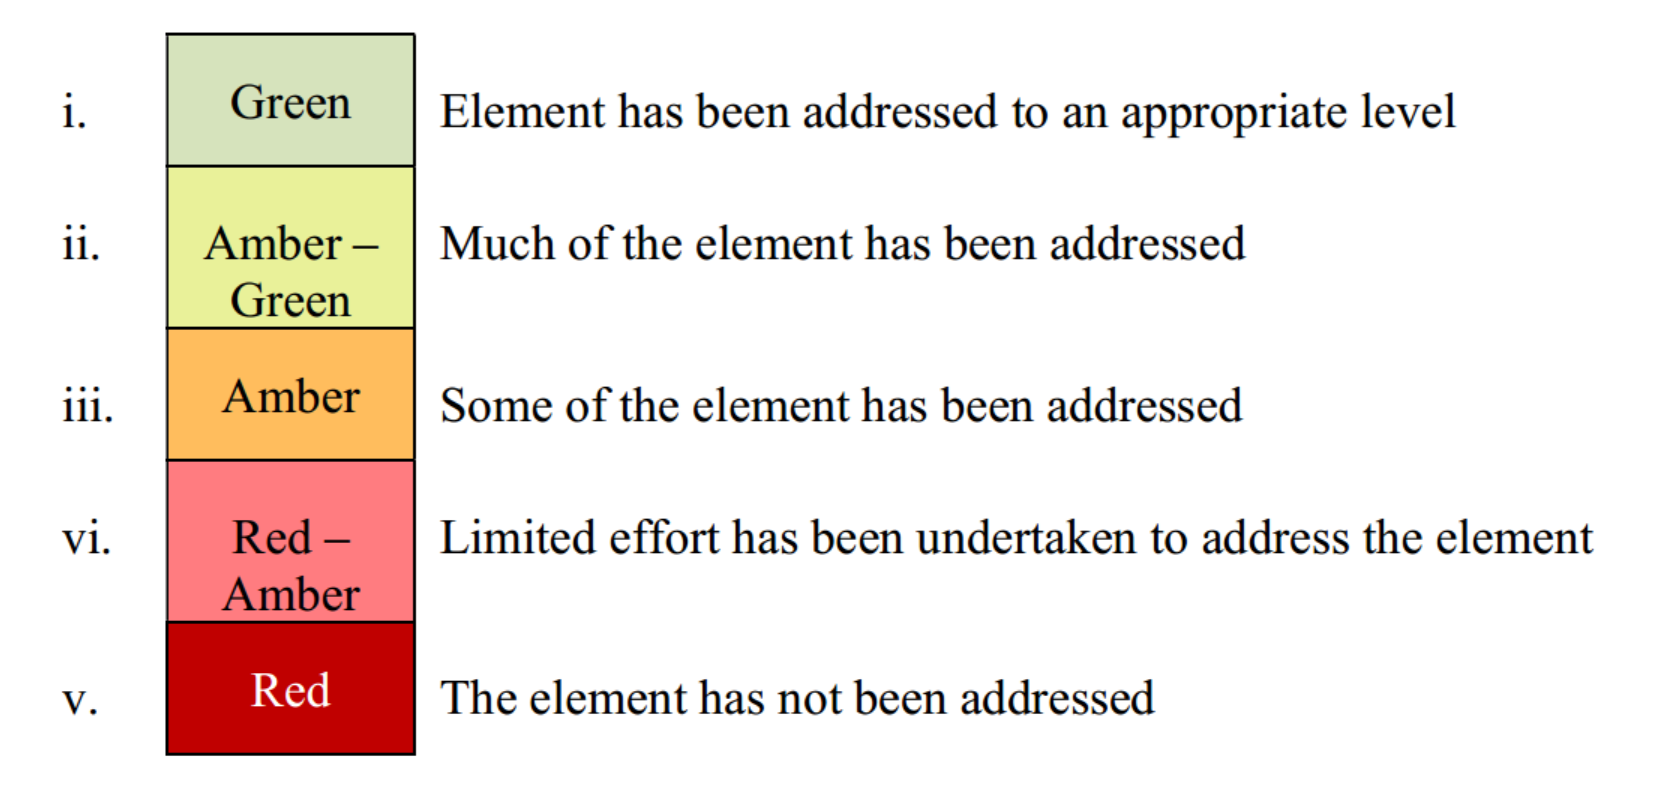 i. Green Element has been addressed to an appropriate level
ii. Amber – Much of the element has been addressed
Green
iii. Amber Some of the element has been addressed
vi. Red – Limited effort has been undertaken to address the element
Amber
v. Red The element has not been addressed